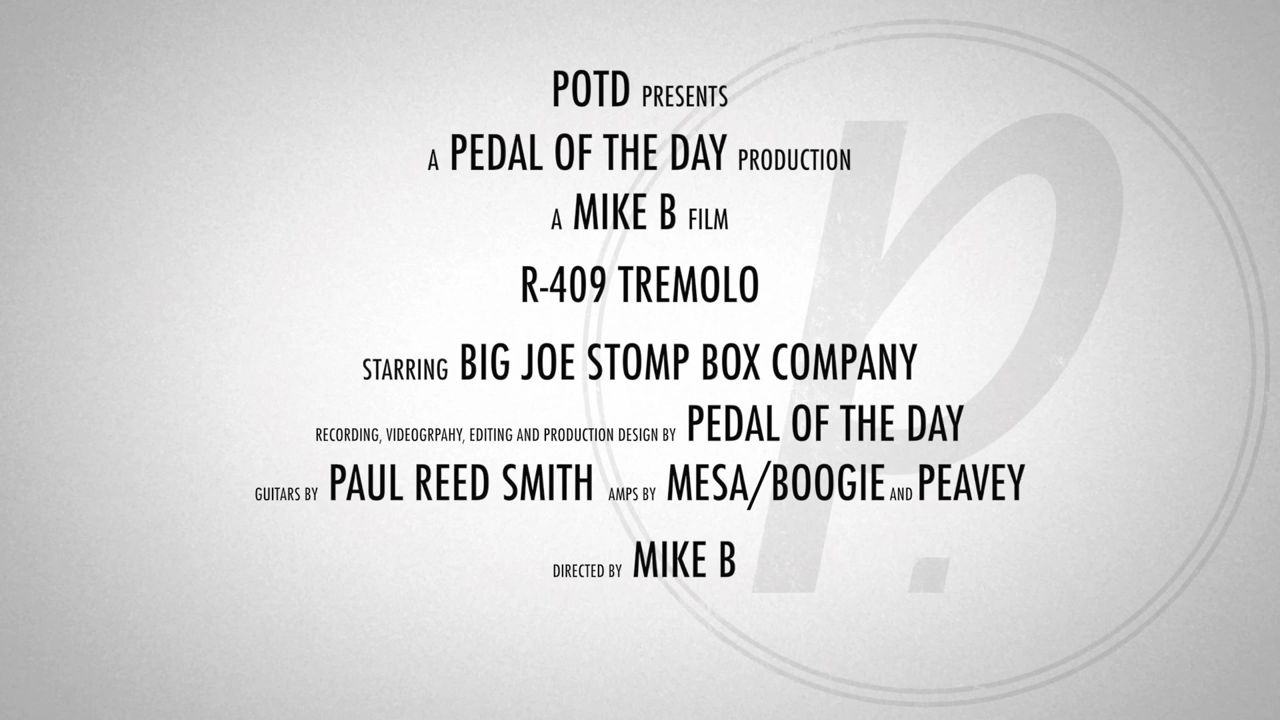 POTD PRESENTS
A PEDAL OF THE DAY PRODUCTION
A MIKE B FILM
R-409 TREMOLO
STARRING BIG JOE STOMP BOX COMPANY
RECORDING, VIDEOGRPAHY, EDITING AND PRODUCTION DESIGN BY PEDAL OF THE DAY
GUITARS BY PAUL REED SMITH AMPS BY MESA/BOOGIE AND PEAVEY
DIRECTED BY MIKE B
p.